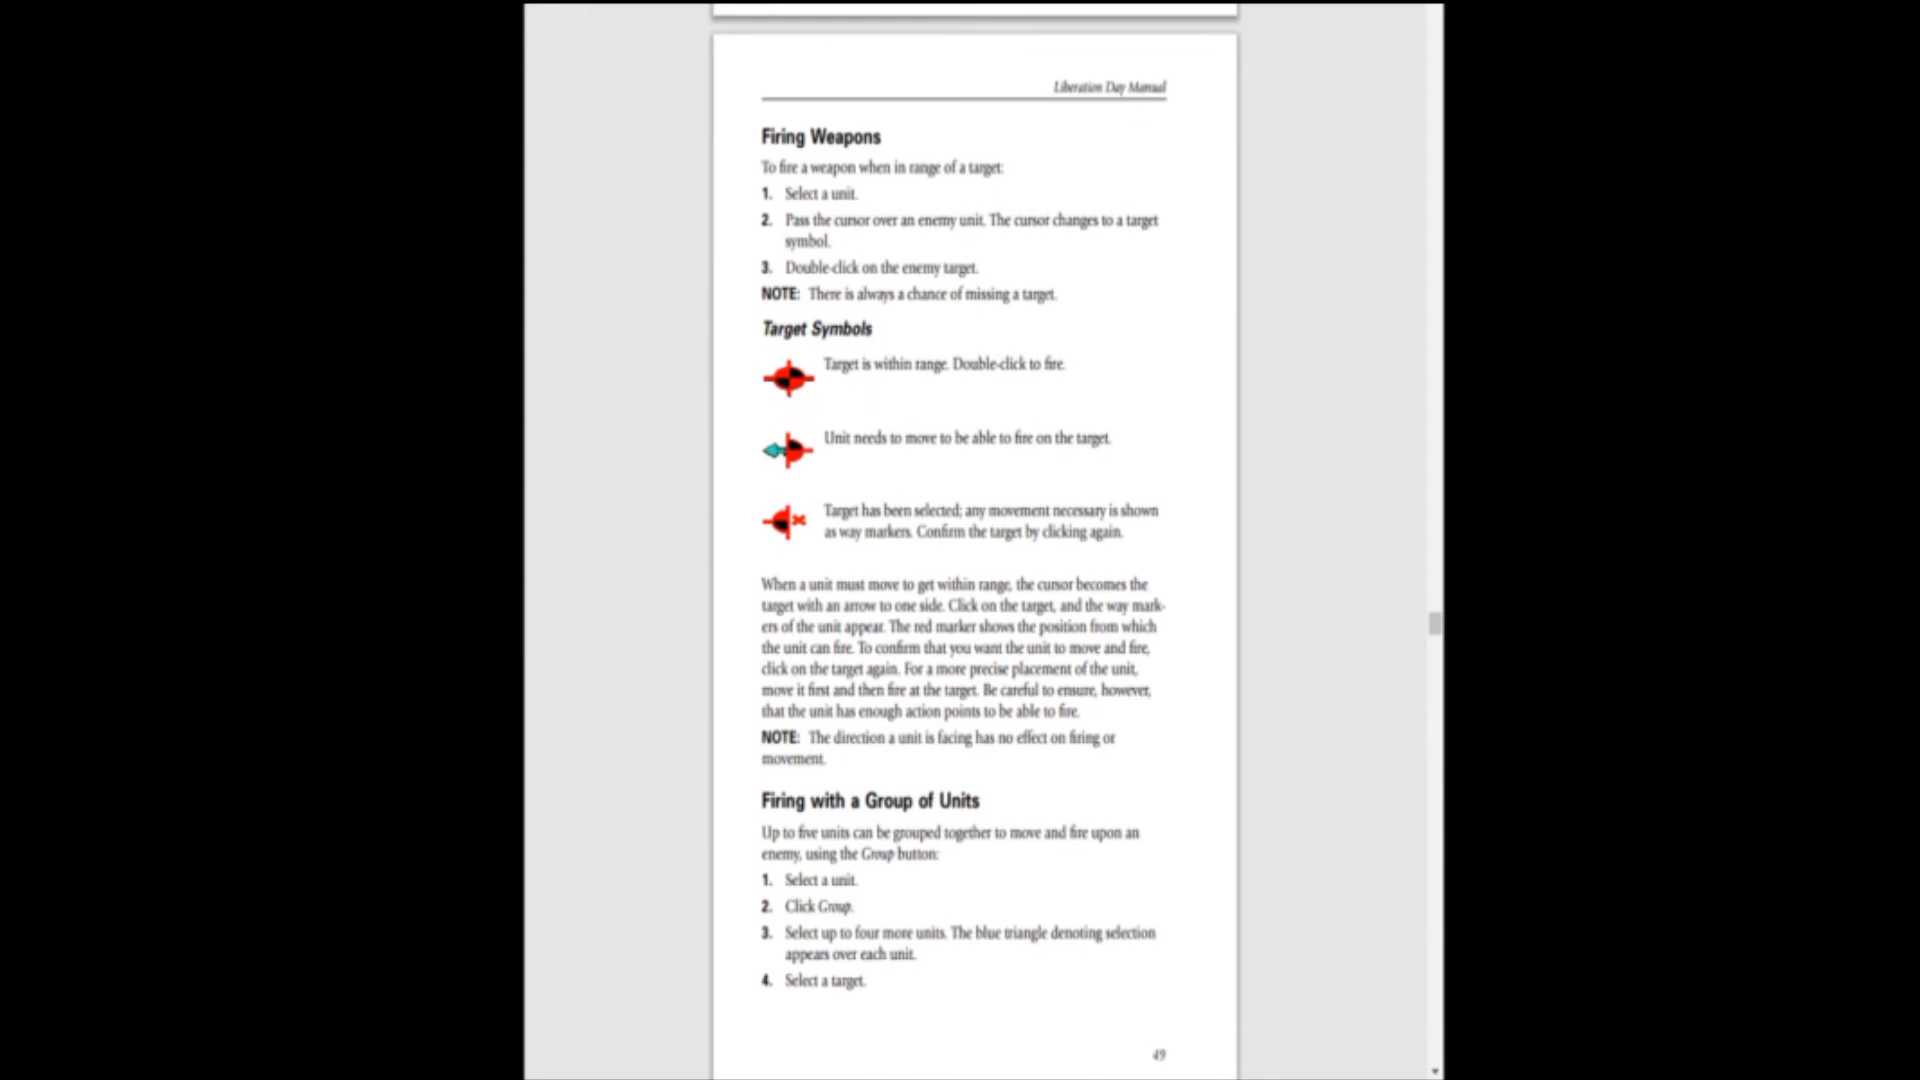 Liberation Day Manual
Firing Weapons
To fire a weapon when in range of a target:
1. Select a unit.
2. Pass the cursor over an enemy unit. The cursor changes to a target
symbol.
3. Double-click on the enemy target.
NOTE: There is always a chance of missing a target.
Target Symbols
Target is within range. Double-click to fire.
Unit needs to move to be able to fire on the target.
Target has been selected; any movement necessary is shown
as way markers. Confirm the target by clicking again.
When a unit must move to get within range, the cursor becomes the
target with an arrow to one side. Click on the target, and the way mark-
ers of the unit appear. The red marker shows the position from which
the unit can fire. To confirm that you want the unit to move and fire,
click on the target again. For a more precise placement of the unit,
move it first and then fire at the target. Be careful to ensure, however,
that the unit has enough action points to be able to fire.
NOTE: The direction a unit is facing has no effect on firing or
movement.
Firing with a Group of Units
Up to five units can be grouped together to move and fire upon an
enemy, using the Group button:
1. Select a unit.
2. Click Group.
3. Select up to four more units. The blue triangle denoting selection
appears over each unit.
4. Select a target.
49